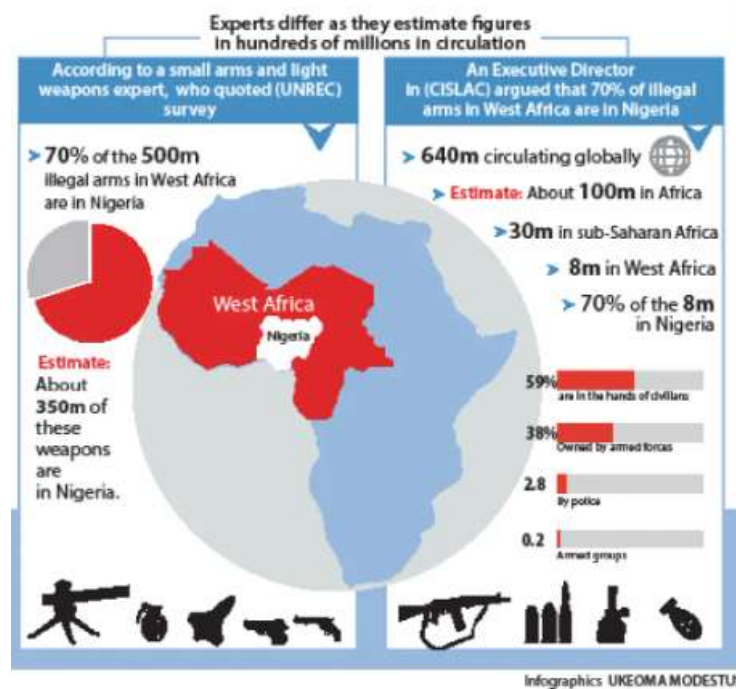 Experts differ as they estimate figures
in hundreds of millions in circulation
According to a small arms and light
weapons expert, who quoted (UNREC)
survey
70% of the 500m
illegal arms in West Africa
are in Nigeria
Estimate:
About
350m of
these
weapons
are
in Nigeria.
West Africa
Nigeria
An Executive Director
in (CISLAC) argued that 70% of illegal
arms in West Africa are in Nigeria
640m circulating globally
Estimate: About 100m in Africa
30m in sub-Saharan Africa
8m in West Africa
70% of the 8m
in Nigeria
59%
are in the hands of civilians
38%
Owned by armed forces
2.8
By police
0.2
Armed groups
Infographics UKEOMA MODESTU